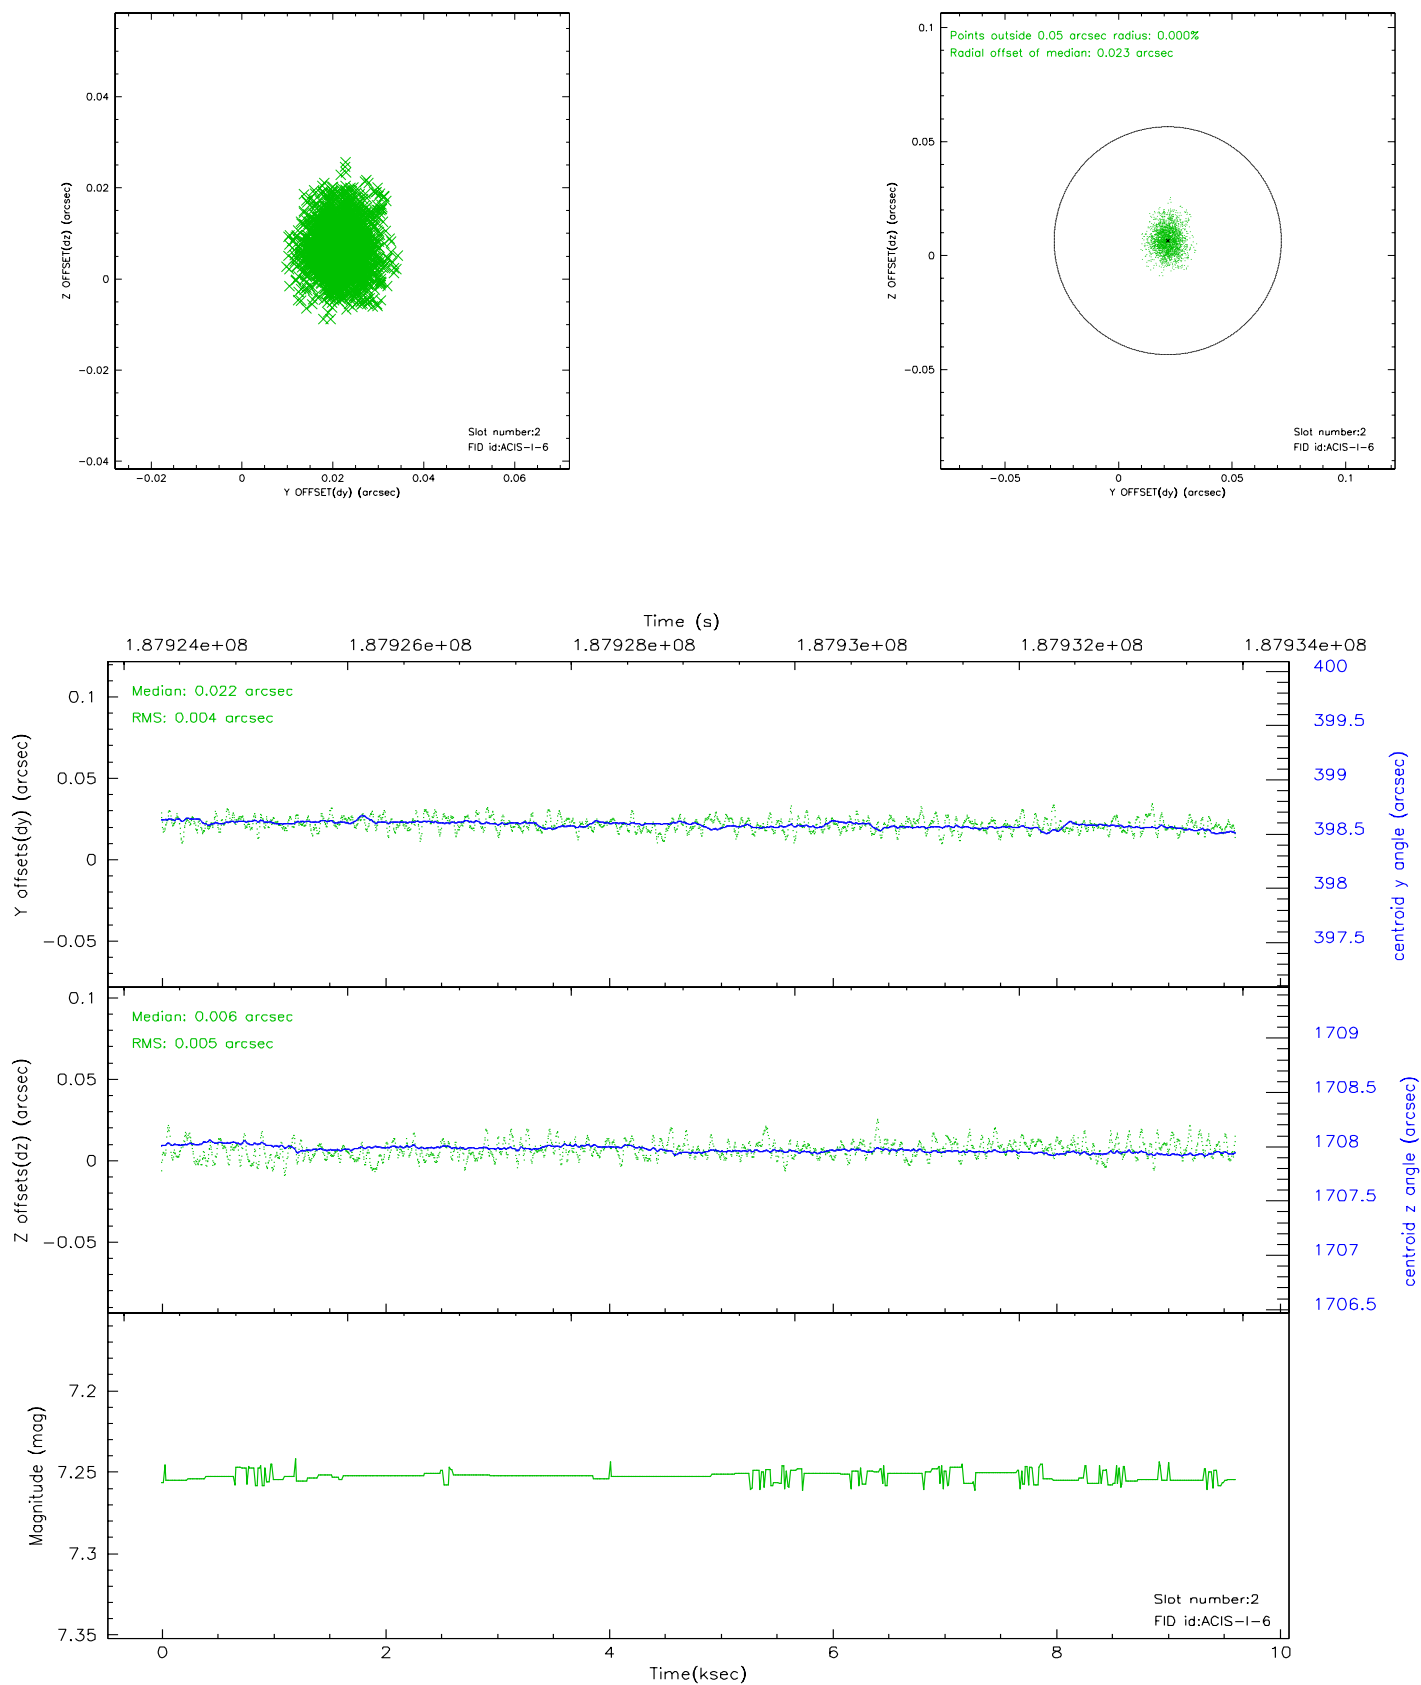 0.04
0.02
0
−0.02
−0.04
Z OFFSET(dz) (arcsec)
Slot number:2
FID id:ACIS−I−6
−0.02 0 0.02 0.04 0.06
Y OFFSET(dy) (arcsec)
Points outside 0.05 arcsec radius: 0.000%
Radial offset of median: 0.023 arcsec
0.1
0.05
0
−0.05
Z OFFSET(dz) (arcsec)
Slot number:2
FID id:ACIS−I−6
−0.05 0 0.05 0.1
Y OFFSET(dy) (arcsec)
Time (s)
1.87924e+08 1.87926e+08 1.87928e+08 1.8793e+08 1.87932e+08 1.87934e+08
Median: 0.022 arcsec
RMS: 0.004 arcsec
0.1
0.05
0
−0.05
Y offsets(dy) (arcsec)
400
399.5
399
398.5
398
397.5
centroid y angle (arcsec)
Median: 0.006 arcsec
RMS: 0.005 arcsec
0.1
0.05
0
−0.05
Z offsets(dz) (arcsec)
1709
1708.5
1708
1707.5
1707
1706.5
centroid z angle (arcsec)
7.2
7.25
7.3
7.35
Magnitude (mag)
Slot number:2
FID id:ACIS−I−6
0 2 4 6 8 10
Time(ksec)